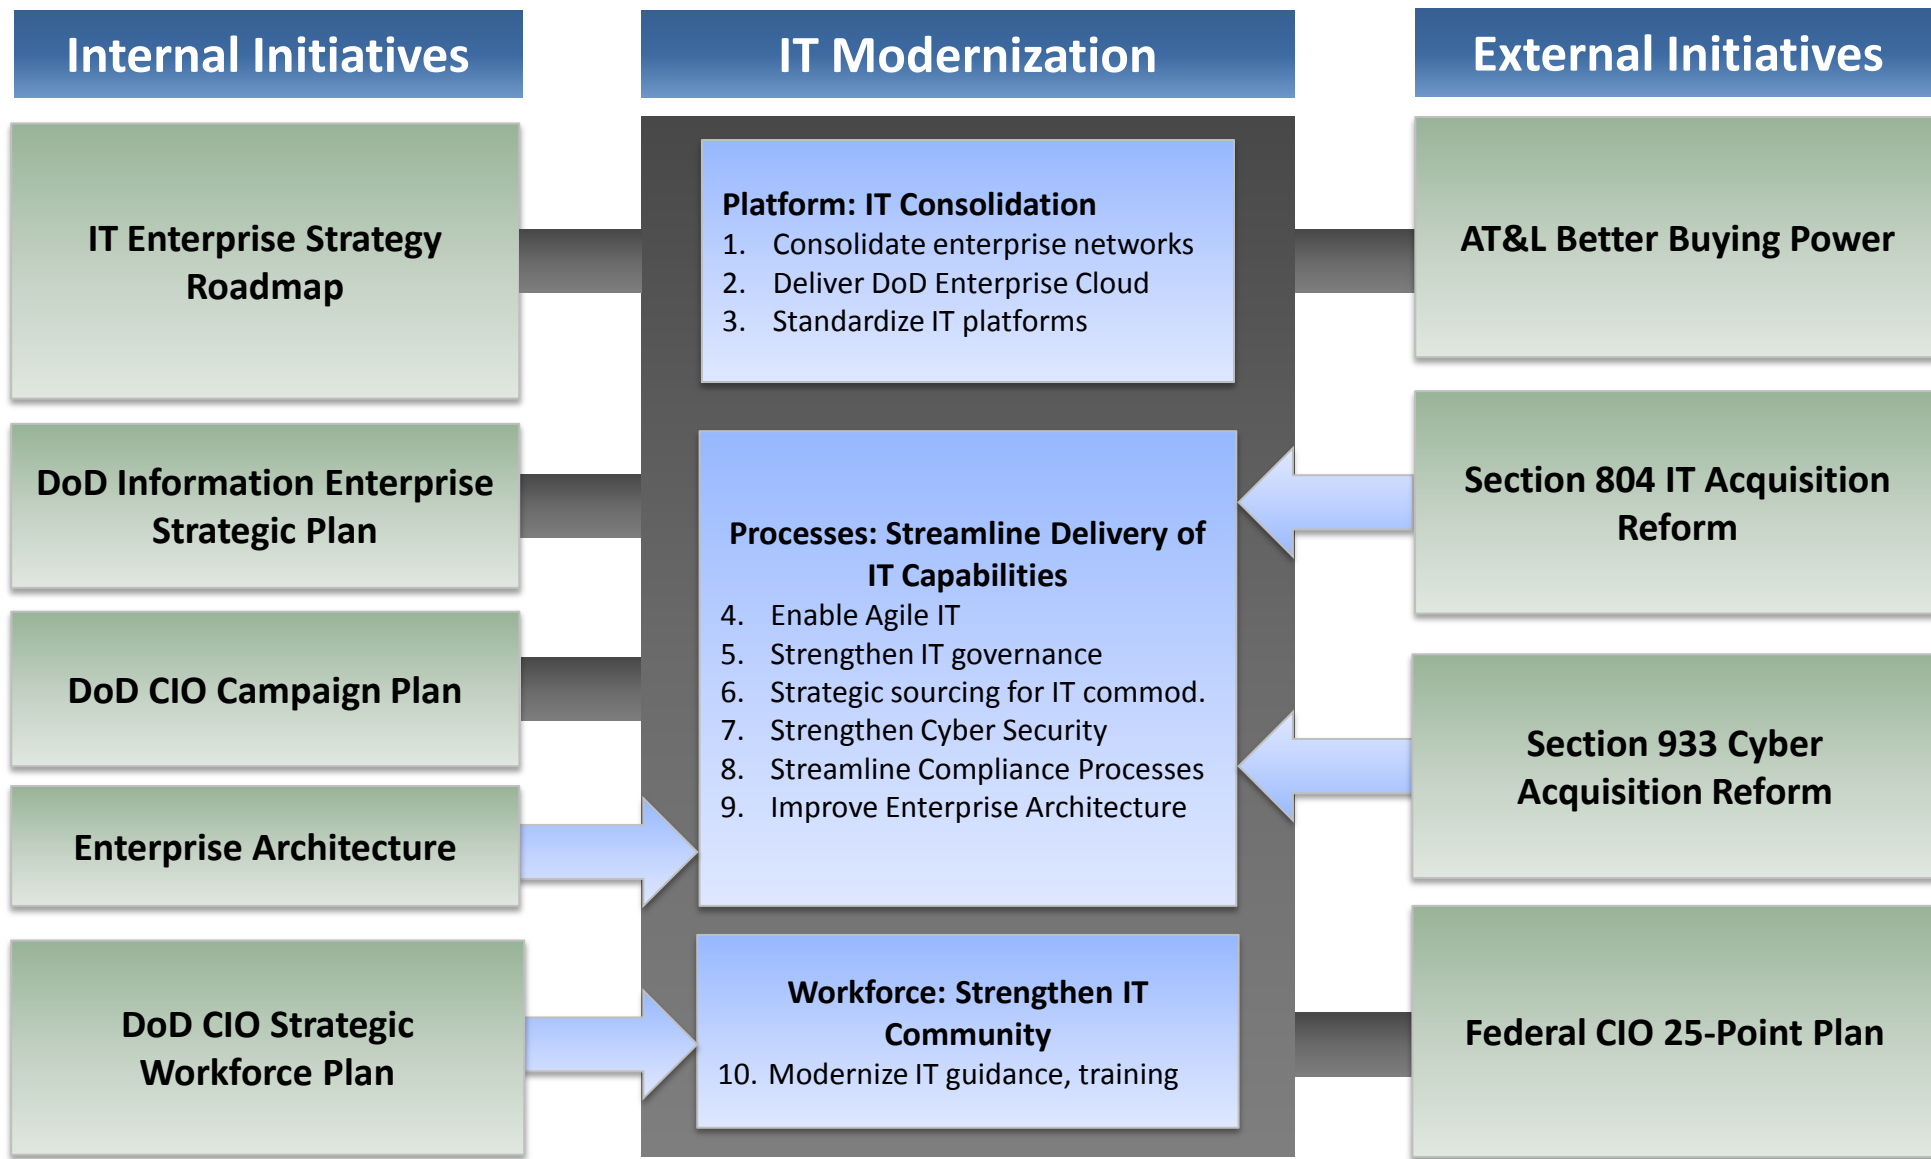 Internal Initiatives
IT Modernization
External Initiatives
IT Enterprise Strategy
Roadmap
DoD Information Enterprise
Strategic Plan
DoD CIO Campaign Plan
Enterprise Architecture
DoD CIO Strategic
Workforce Plan
Platform: IT Consolidation
1. Consolidate enterprise networks
2. Deliver DoD Enterprise Cloud
3. Standardize IT platforms
Processes: Streamline Delivery of
IT Capabilities
4. Enable Agile IT
5. Strengthen IT governance
6. Strategic sourcing for IT commod.
7. Strengthen Cyber Security
8. Streamline Compliance Processes
9. Improve Enterprise Architecture
Workforce: Strengthen IT
Community
10. Modernize IT guidance, training
AT&L Better Buying Power
Section 804 IT Acquisition
Reform
Section 933 Cyber
Acquisition Reform
Federal CIO 25-Point Plan